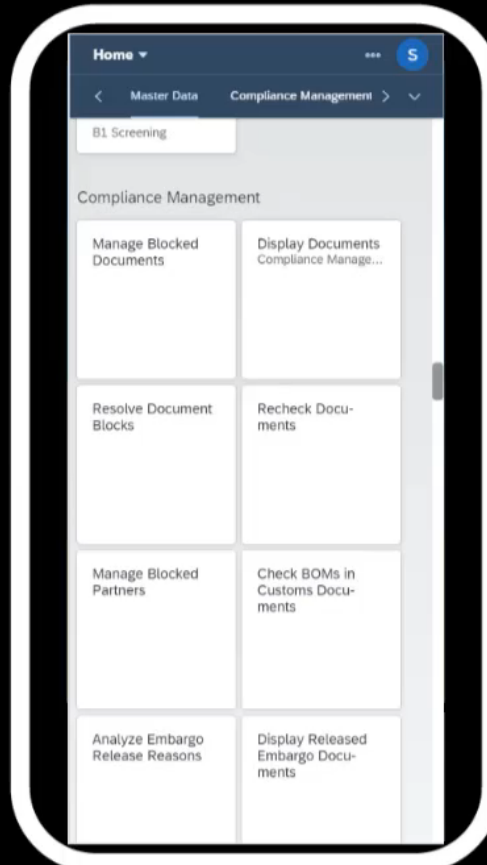 Home
S
Master Data
Compliance Management
B1 Screening
Compliance Management
Manage Blocked
Documents
Display Documents
Compliance Manage...
Resolve Document
Blocks
Recheck Docu-
ments
Manage Blocked
Partners
Check BOMs in
Customs Docu-
ments
Analyze Embargo
Release Reasons
Display Released
Embargo Docu-
ments